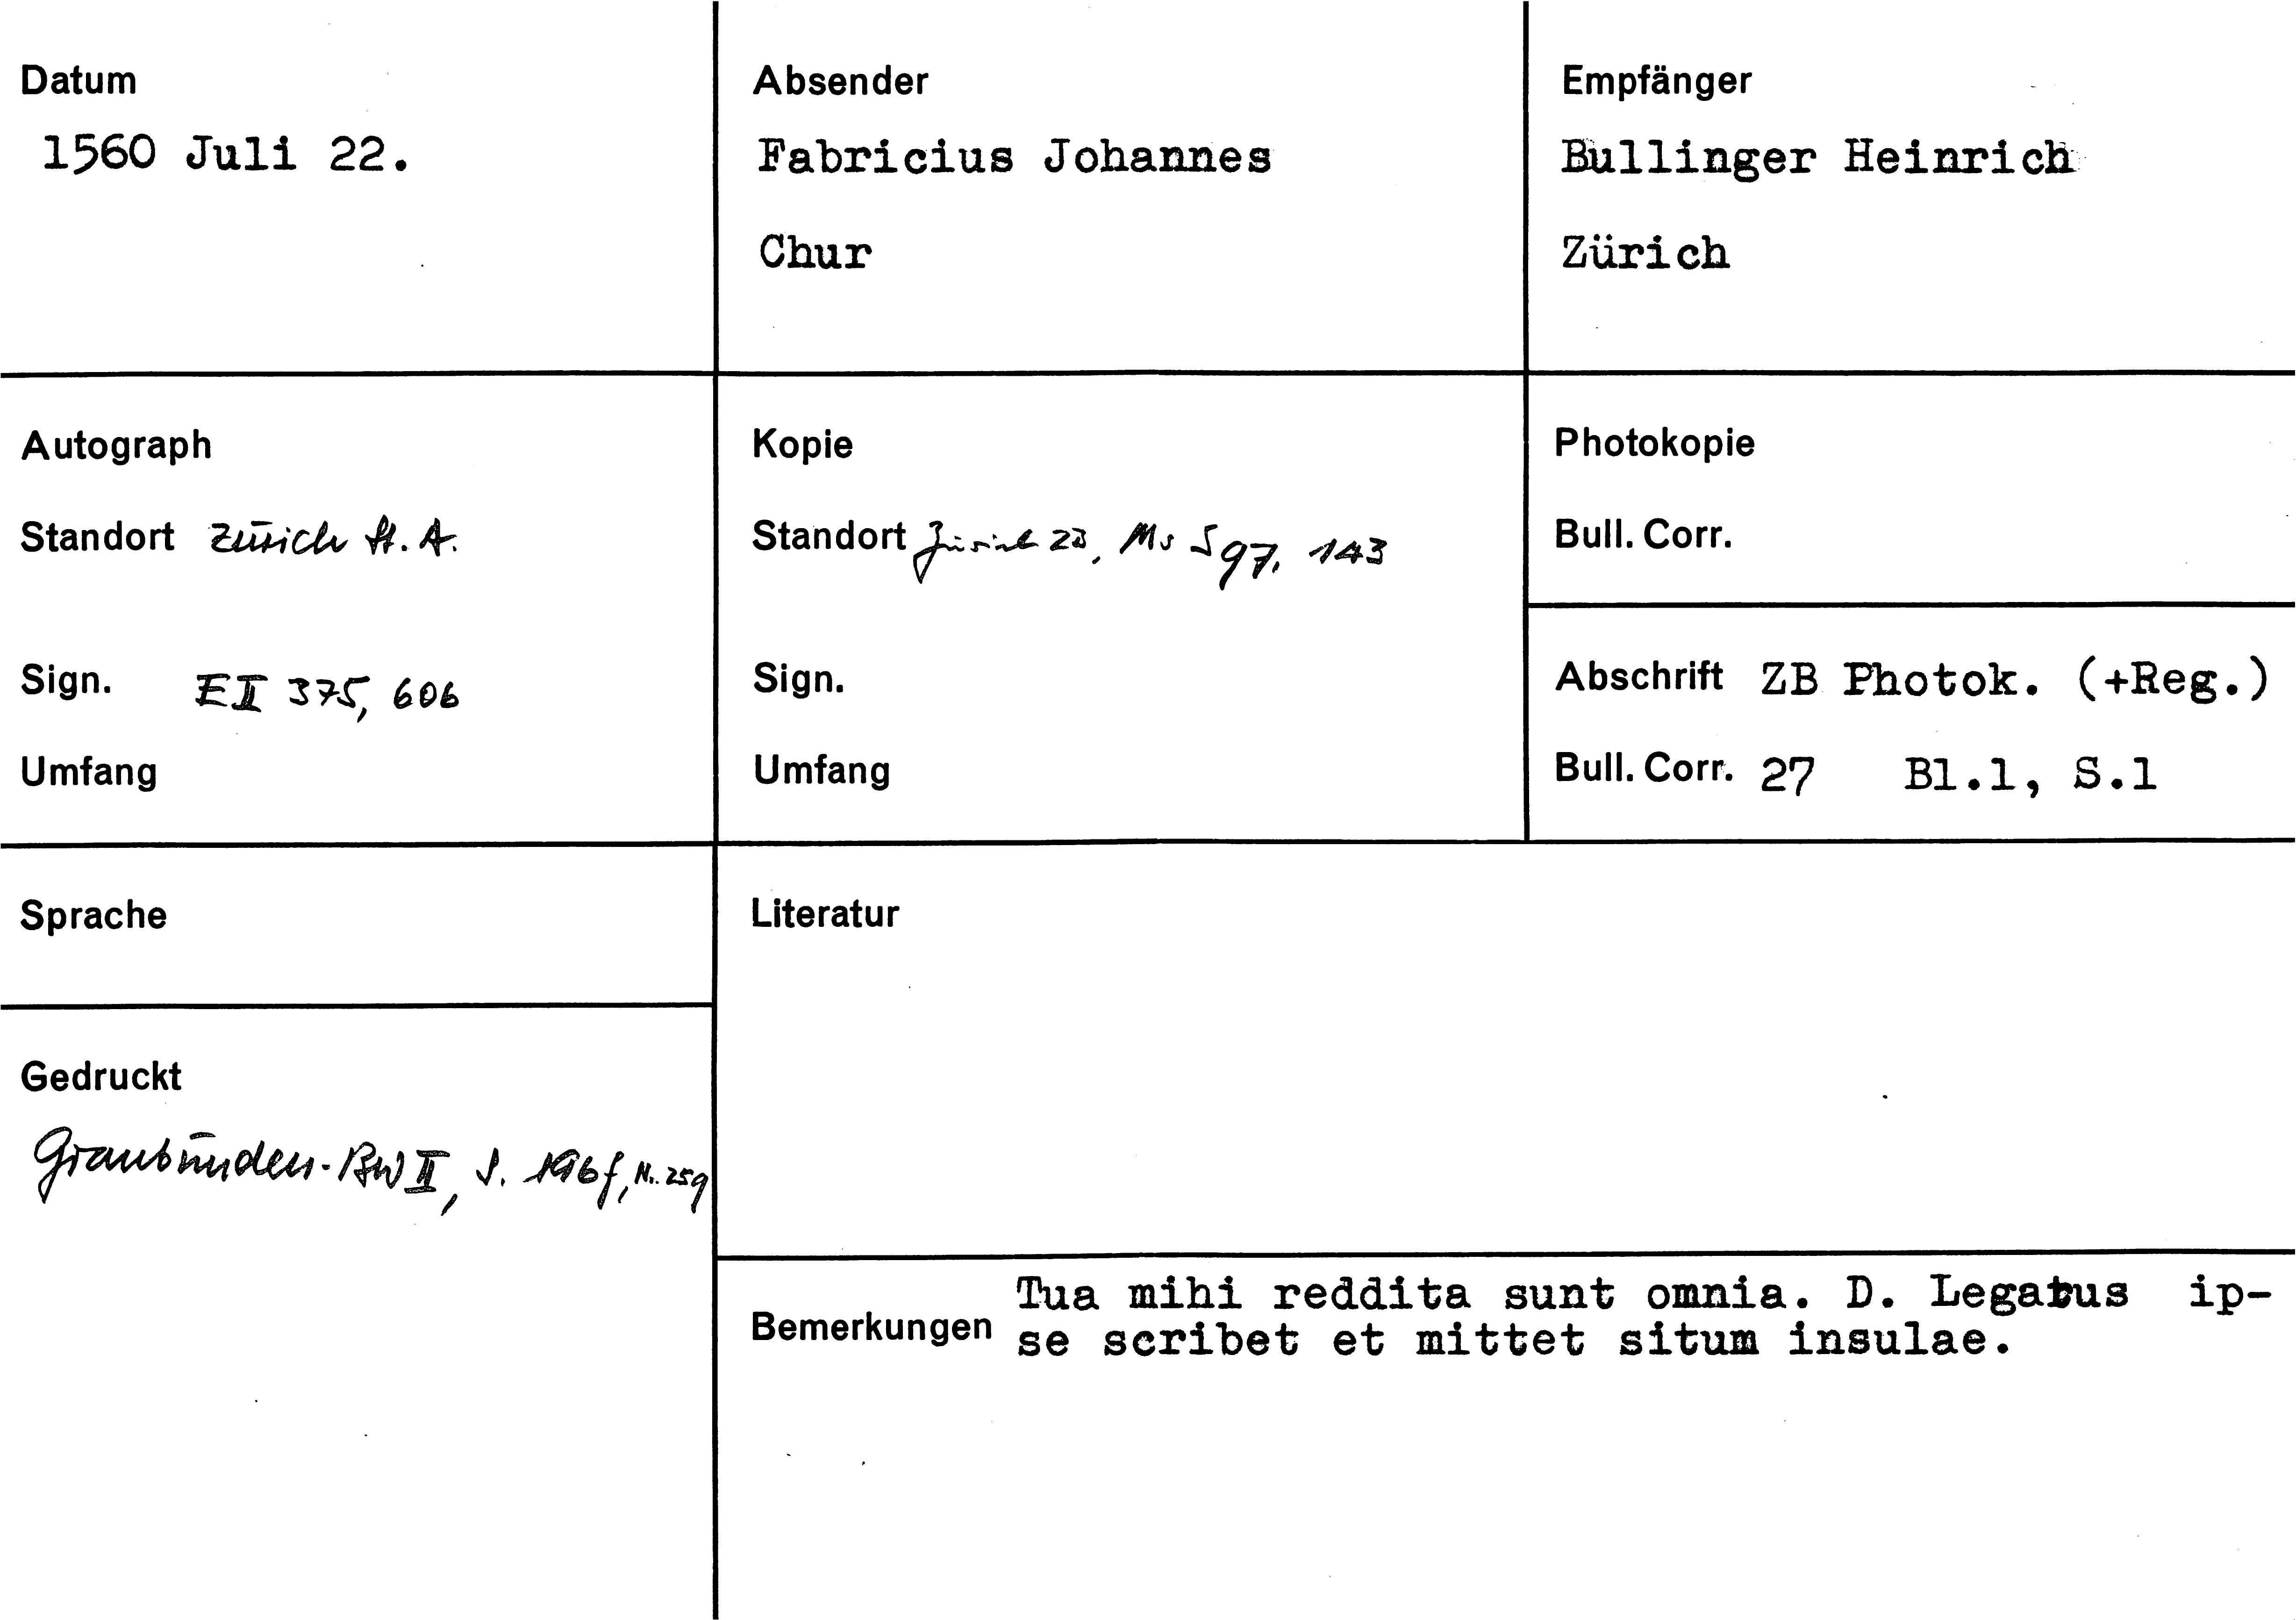 Datum
1560 Juli 22.
Absender
Fabricius Johannes
Chur
Empfänger
Bullinger Heinrich
Zürich
Autograph
Standort Zürich St. A.
Sign. E II 375, 606
Umfang
Kopie
Standort Zürich ZB, Ms S 97, 143
Sign.
Umfang
Photokopie
Bull. Corr.
Abschrift ZB Photok. (+Reg.)
Bull. Corr. 27 Bl.1, S.1
Sprache
Gedruckt
Graubünden-BW II, S. 196f, Nr. 259
Literatur
Bemerkungen
Tua mihi reddita sunt omnia. D. Legatus ip-
se scribet et mittet situm insulae.